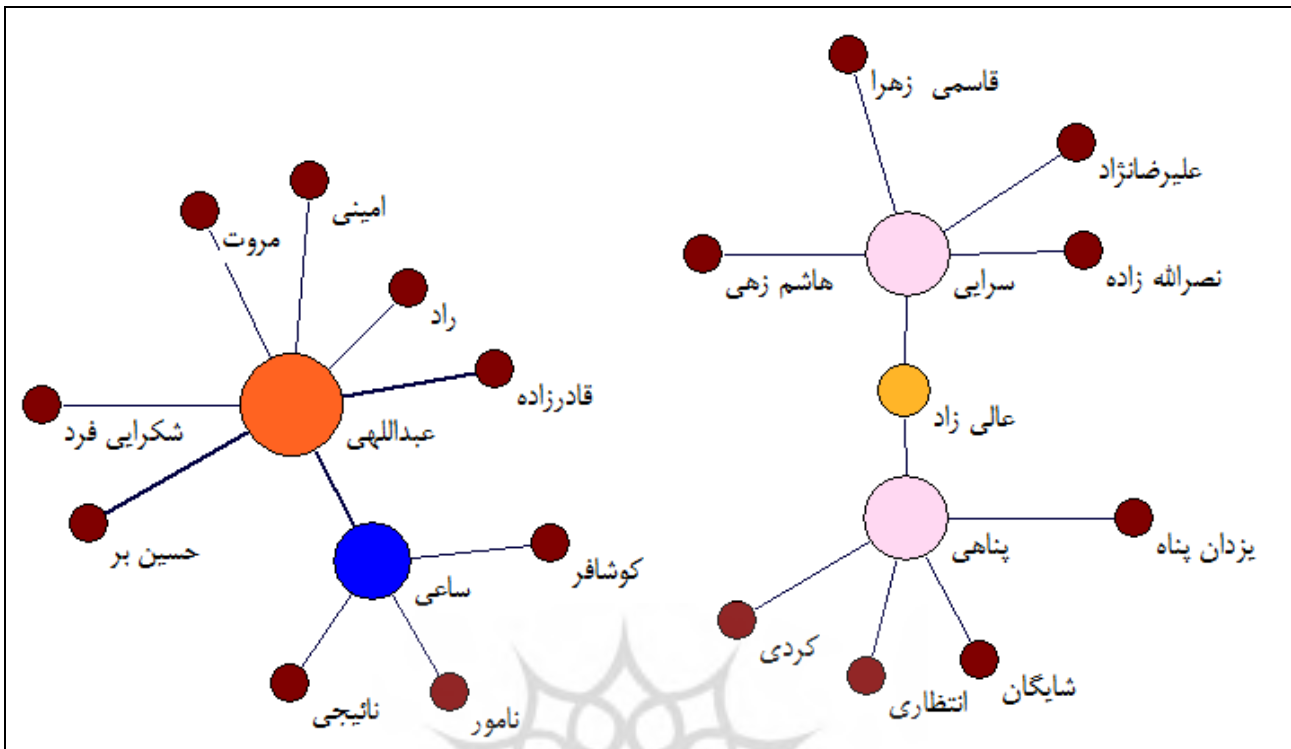 قاسمی زهرا
علیرضانژاد
نصرالله زاده
سرایی
هاشم زهی
عالی زاد
پناهی
یزدان پناه
کردی
انتظاری
شایگان
امینی
مروت
راد
قادرزاده
عبداللهی
شکرایی فرد
حسین بر
ساعی
کوشافر
نائیجی
نامور